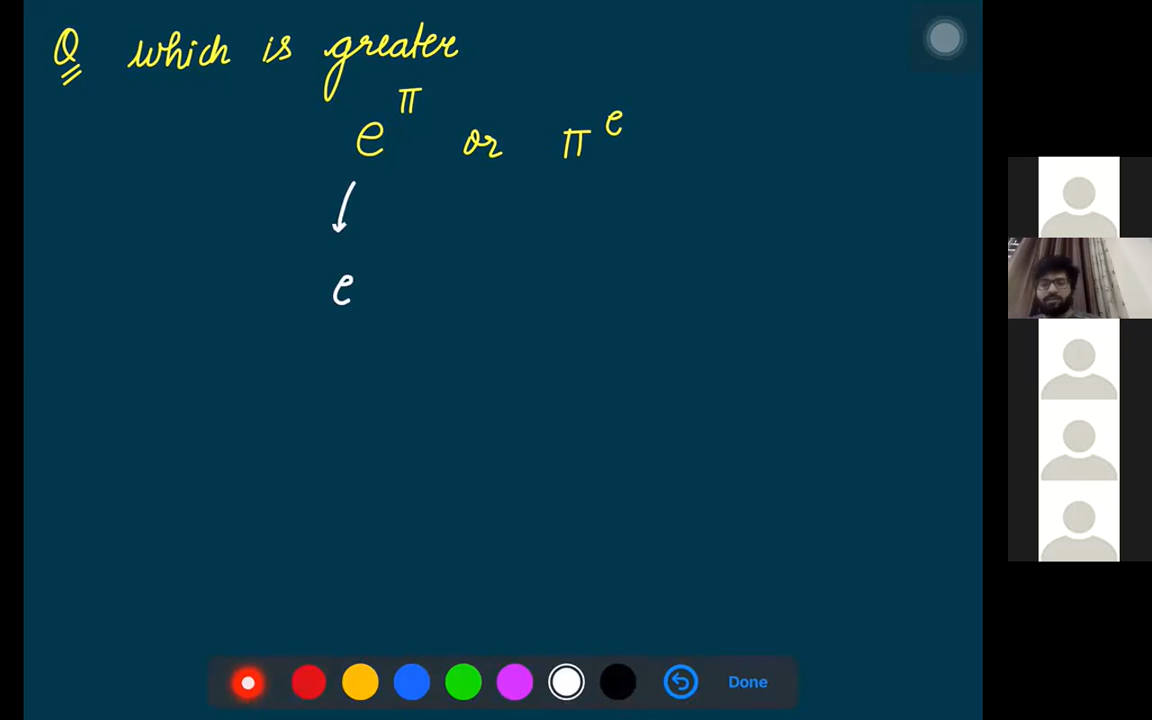 Q which is greater
e^π or π^e
e
Done